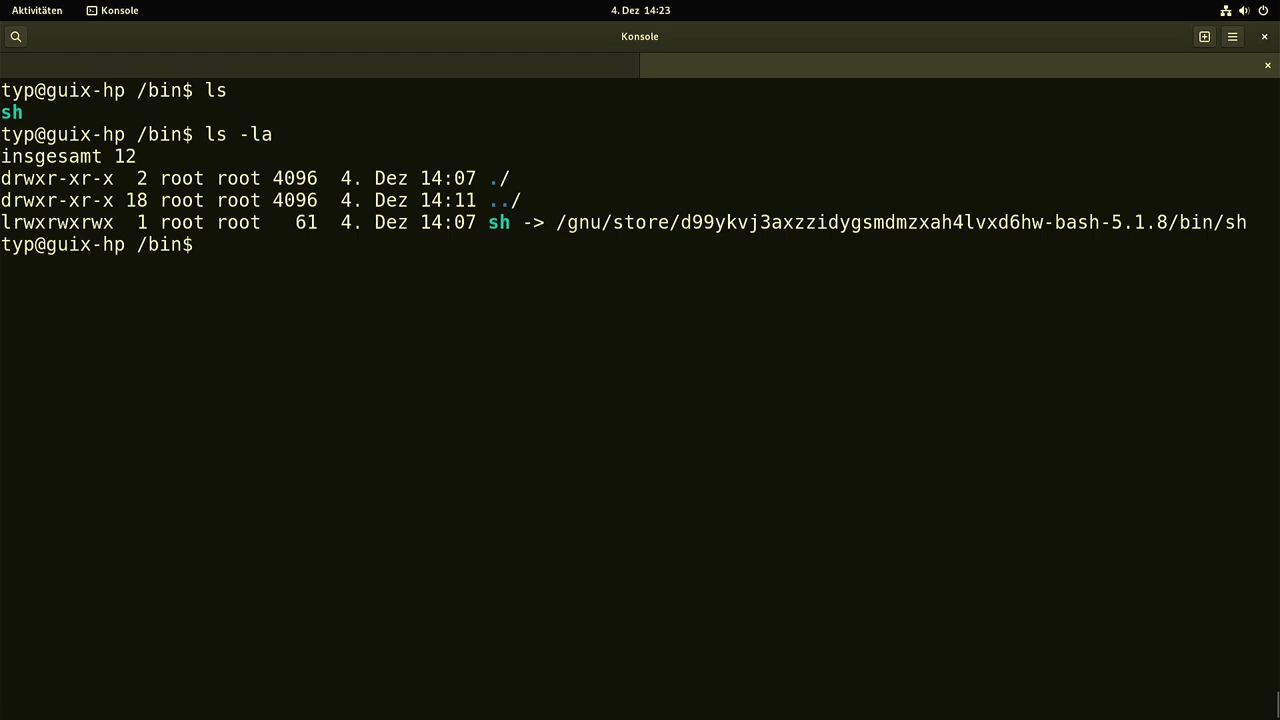 Aktivitäten Konsole 4. Dez 14:23
Konsole
typ@guix-hp /bin$ ls
sh
typ@guix-hp /bin$ ls -la
insgesamt 12
drwxr-xr-x  2 root root 4096  4. Dez 14:07 ./
drwxr-xr-x 18 root root 4096  4. Dez 14:11 ../
lrwxrwxrwx  1 root root   61  4. Dez 14:07 sh -> /gnu/store/d99ykvj3axzzidygsmdmzxah4lvxd6hw-bash-5.1.8/bin/sh
typ@guix-hp /bin$